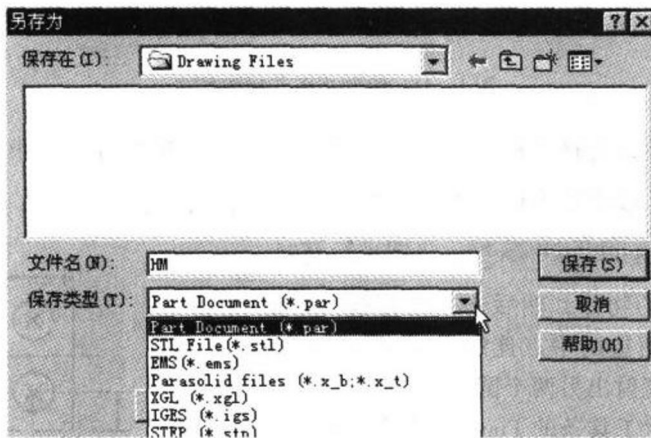 另存为
保存在(I): Drawing Files
文件名(N): HM 保存(S)
保存类型(T): Part Document (*.par) 取消
Part Document (*.par)
STL File(*.stl) 帮助(H)
EMS(*.ems)
Parasolid files (*.x_b;*.x_t)
XGL (*.xgl)
IGES (*.igs)
STEP (*.stp)